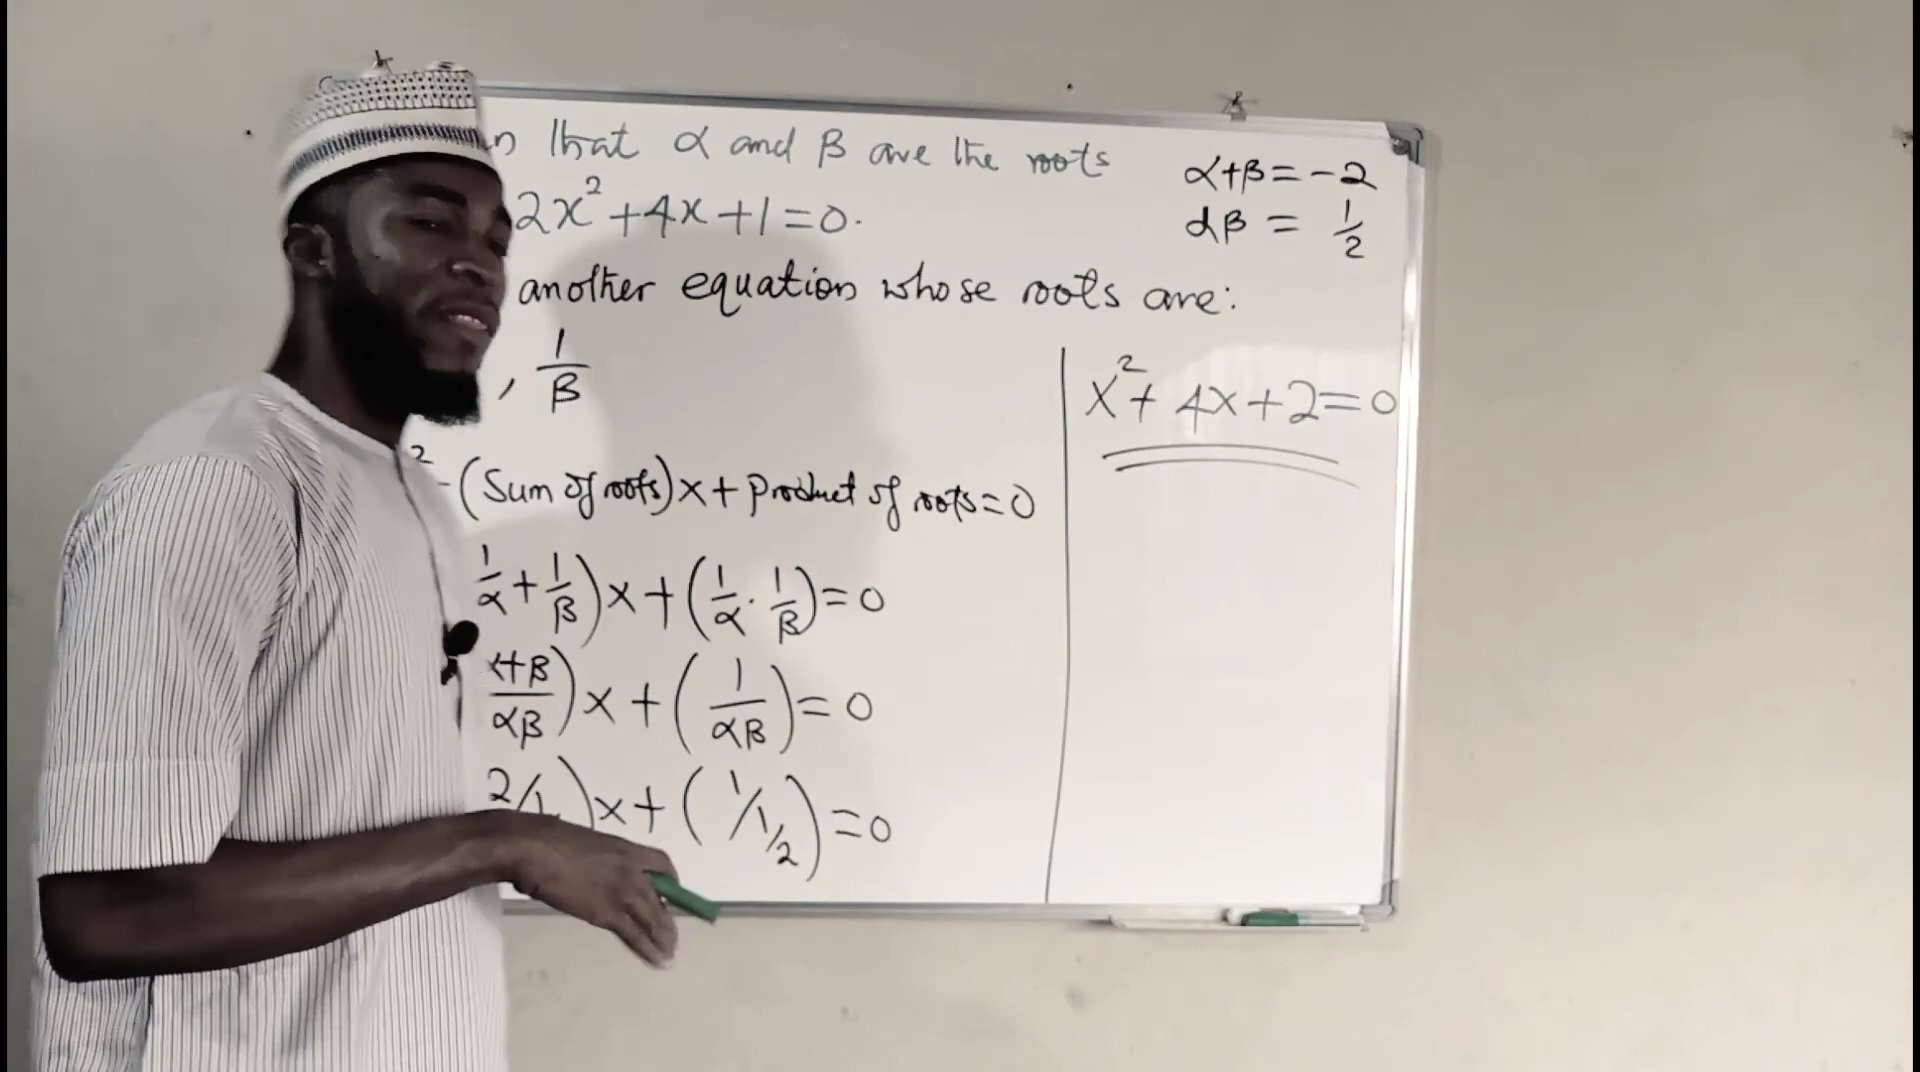 n that α and β are the roots
2x² + 4x + 1 = 0.
another equation whose roots are:
, 1/β
² - (Sum of roots)x + product of roots = 0
1/α + 1/β)x + (1/α · 1/β) = 0
α+β/αβ)x + (1/αβ) = 0
2/1)x + (1/1/2) = 0
α+β = -2
αβ = 1/2
x² + 4x + 2 = 0